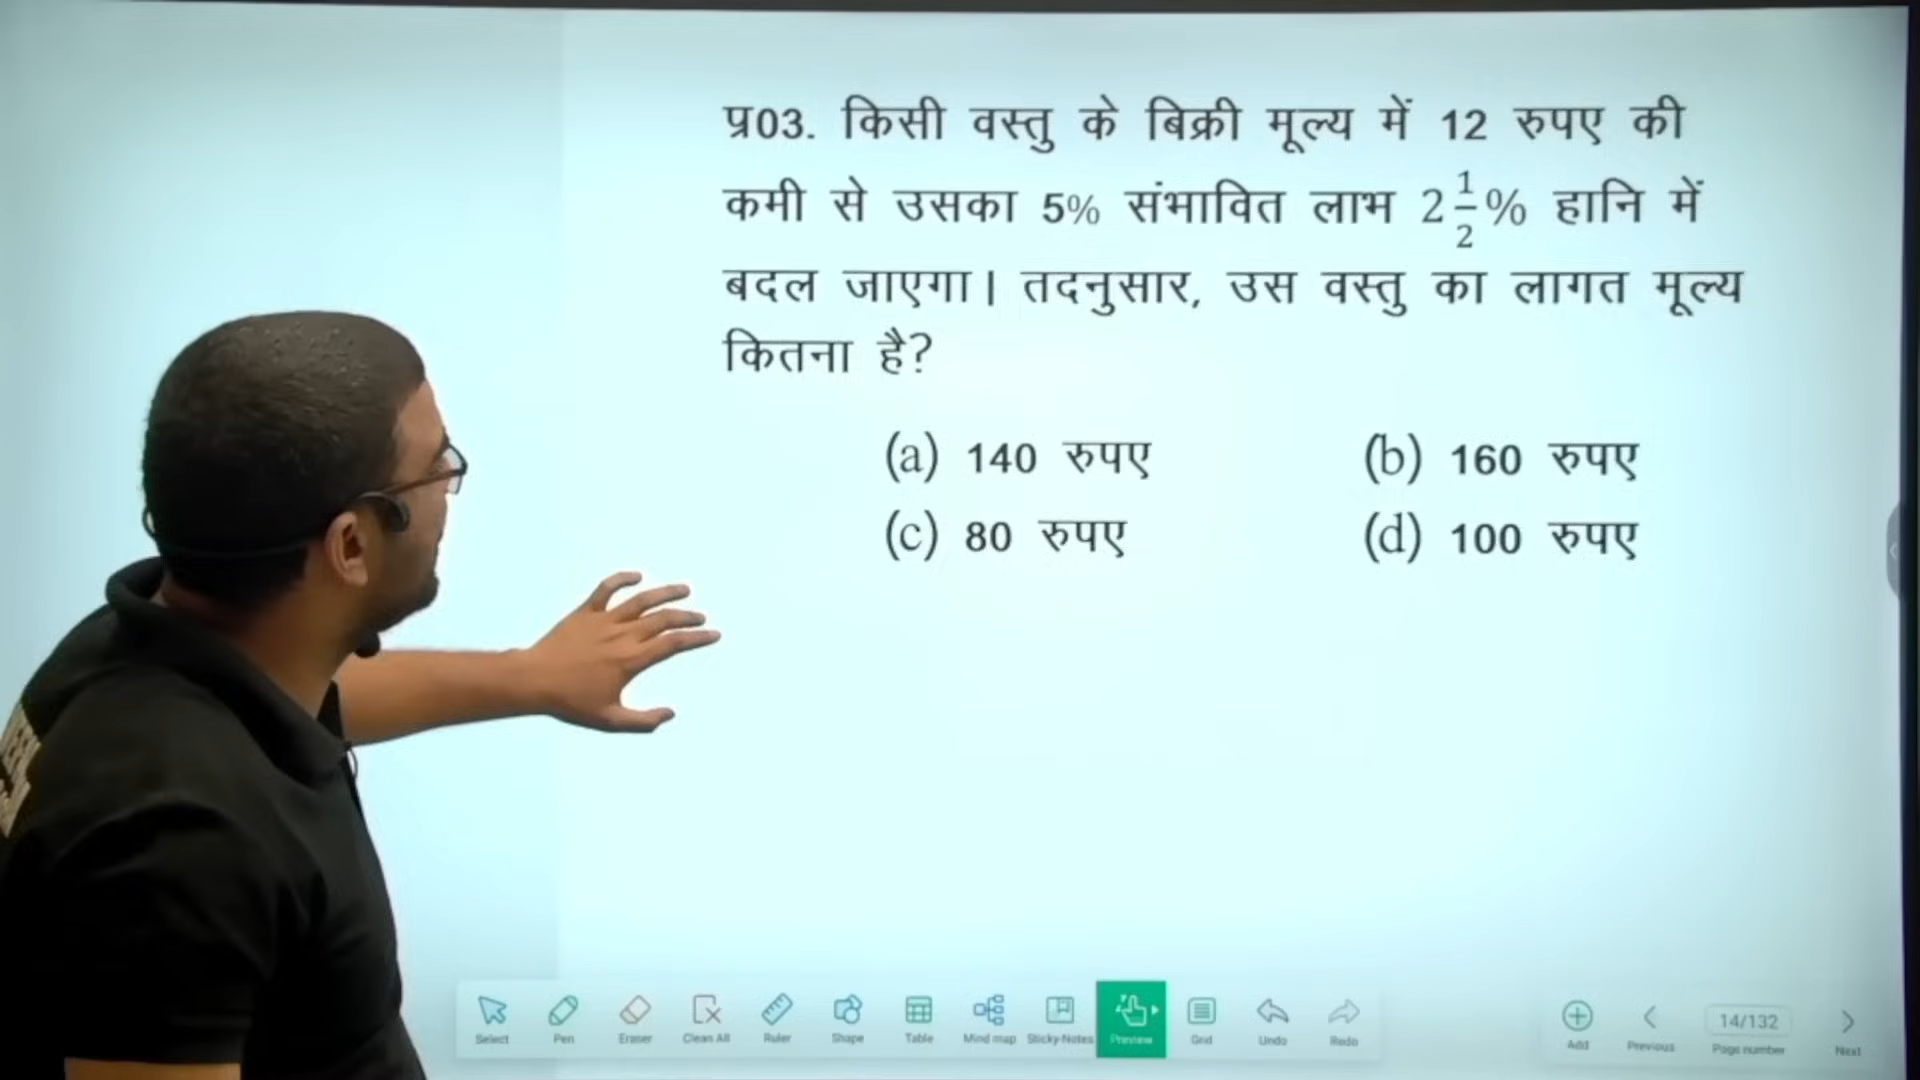 प्र03. किसी वस्तु के बिक्री मूल्य में 12 रुपए की
कमी से उसका 5% संभावित लाभ 2 1/2 % हानि में
बदल जाएगा। तदनुसार, उस वस्तु का लागत मूल्य
कितना है?
(a) 140 रुपए (b) 160 रुपए
(c) 80 रुपए (d) 100 रुपए
Select Pen Eraser Clean All Ruler Shape Table Mind map Sticky-Notes Preview Grid Undo Redo Add Previous 14/132 Page number Next